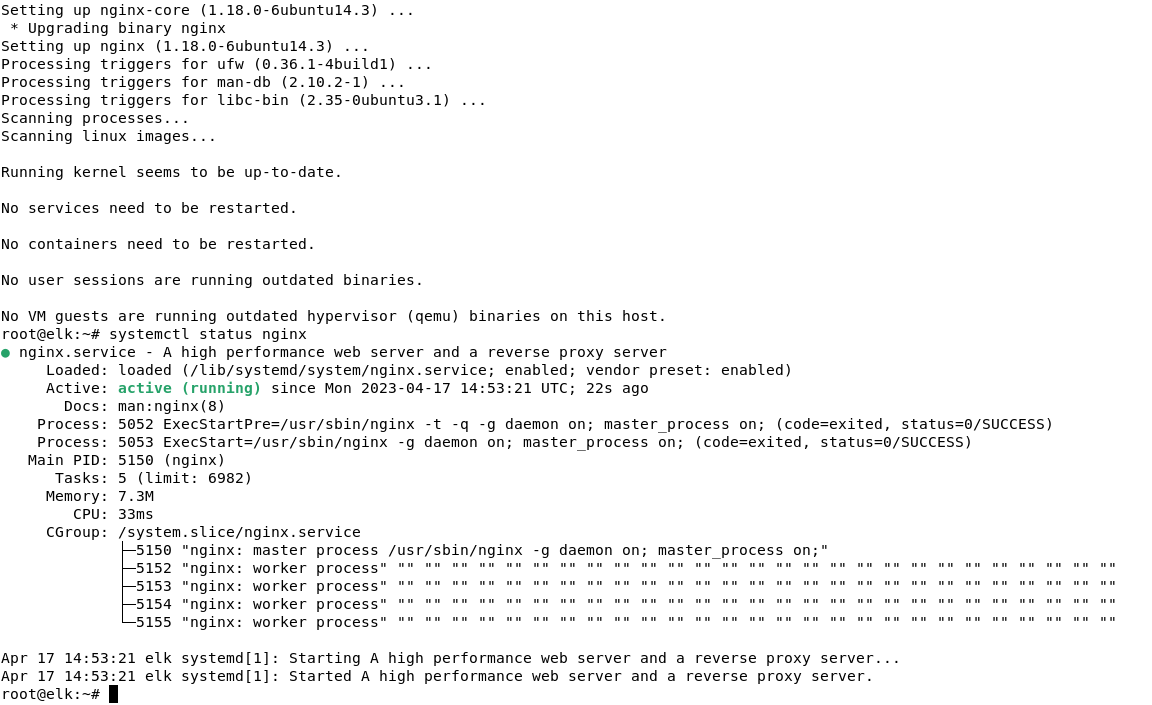 Setting up nginx-core (1.18.0-6ubuntu14.3) ...
 * Upgrading binary nginx
Setting up nginx (1.18.0-6ubuntu14.3) ...
Processing triggers for ufw (0.36.1-4build1) ...
Processing triggers for man-db (2.10.2-1) ...
Processing triggers for libc-bin (2.35-0ubuntu3.1) ...
Scanning processes...
Scanning linux images...

Running kernel seems to be up-to-date.

No services need to be restarted.

No containers need to be restarted.

No user sessions are running outdated binaries.

No VM guests are running outdated hypervisor (qemu) binaries on this host.
root@elk:~# systemctl status nginx
● nginx.service - A high performance web server and a reverse proxy server
     Loaded: loaded (/lib/systemd/system/nginx.service; enabled; vendor preset: enabled)
     Active: active (running) since Mon 2023-04-17 14:53:21 UTC; 22s ago
       Docs: man:nginx(8)
    Process: 5052 ExecStartPre=/usr/sbin/nginx -t -q -g daemon on; master_process on; (code=exited, status=0/SUCCESS)
    Process: 5053 ExecStart=/usr/sbin/nginx -g daemon on; master_process on; (code=exited, status=0/SUCCESS)
   Main PID: 5150 (nginx)
      Tasks: 5 (limit: 6982)
     Memory: 7.3M
        CPU: 33ms
     CGroup: /system.slice/nginx.service
             ├─5150 "nginx: master process /usr/sbin/nginx -g daemon on; master_process on;"
             ├─5152 "nginx: worker process" "" "" "" "" "" "" "" "" "" "" "" "" "" "" "" "" "" "" "" "" "" "" "" "" "" "" ""
             ├─5153 "nginx: worker process" "" "" "" "" "" "" "" "" "" "" "" "" "" "" "" "" "" "" "" "" "" "" "" "" "" "" ""
             ├─5154 "nginx: worker process" "" "" "" "" "" "" "" "" "" "" "" "" "" "" "" "" "" "" "" "" "" "" "" "" "" "" ""
             └─5155 "nginx: worker process" "" "" "" "" "" "" "" "" "" "" "" "" "" "" "" "" "" "" "" "" "" "" "" "" "" "" ""

Apr 17 14:53:21 elk systemd[1]: Starting A high performance web server and a reverse proxy server...
Apr 17 14:53:21 elk systemd[1]: Started A high performance web server and a reverse proxy server.
root@elk:~#